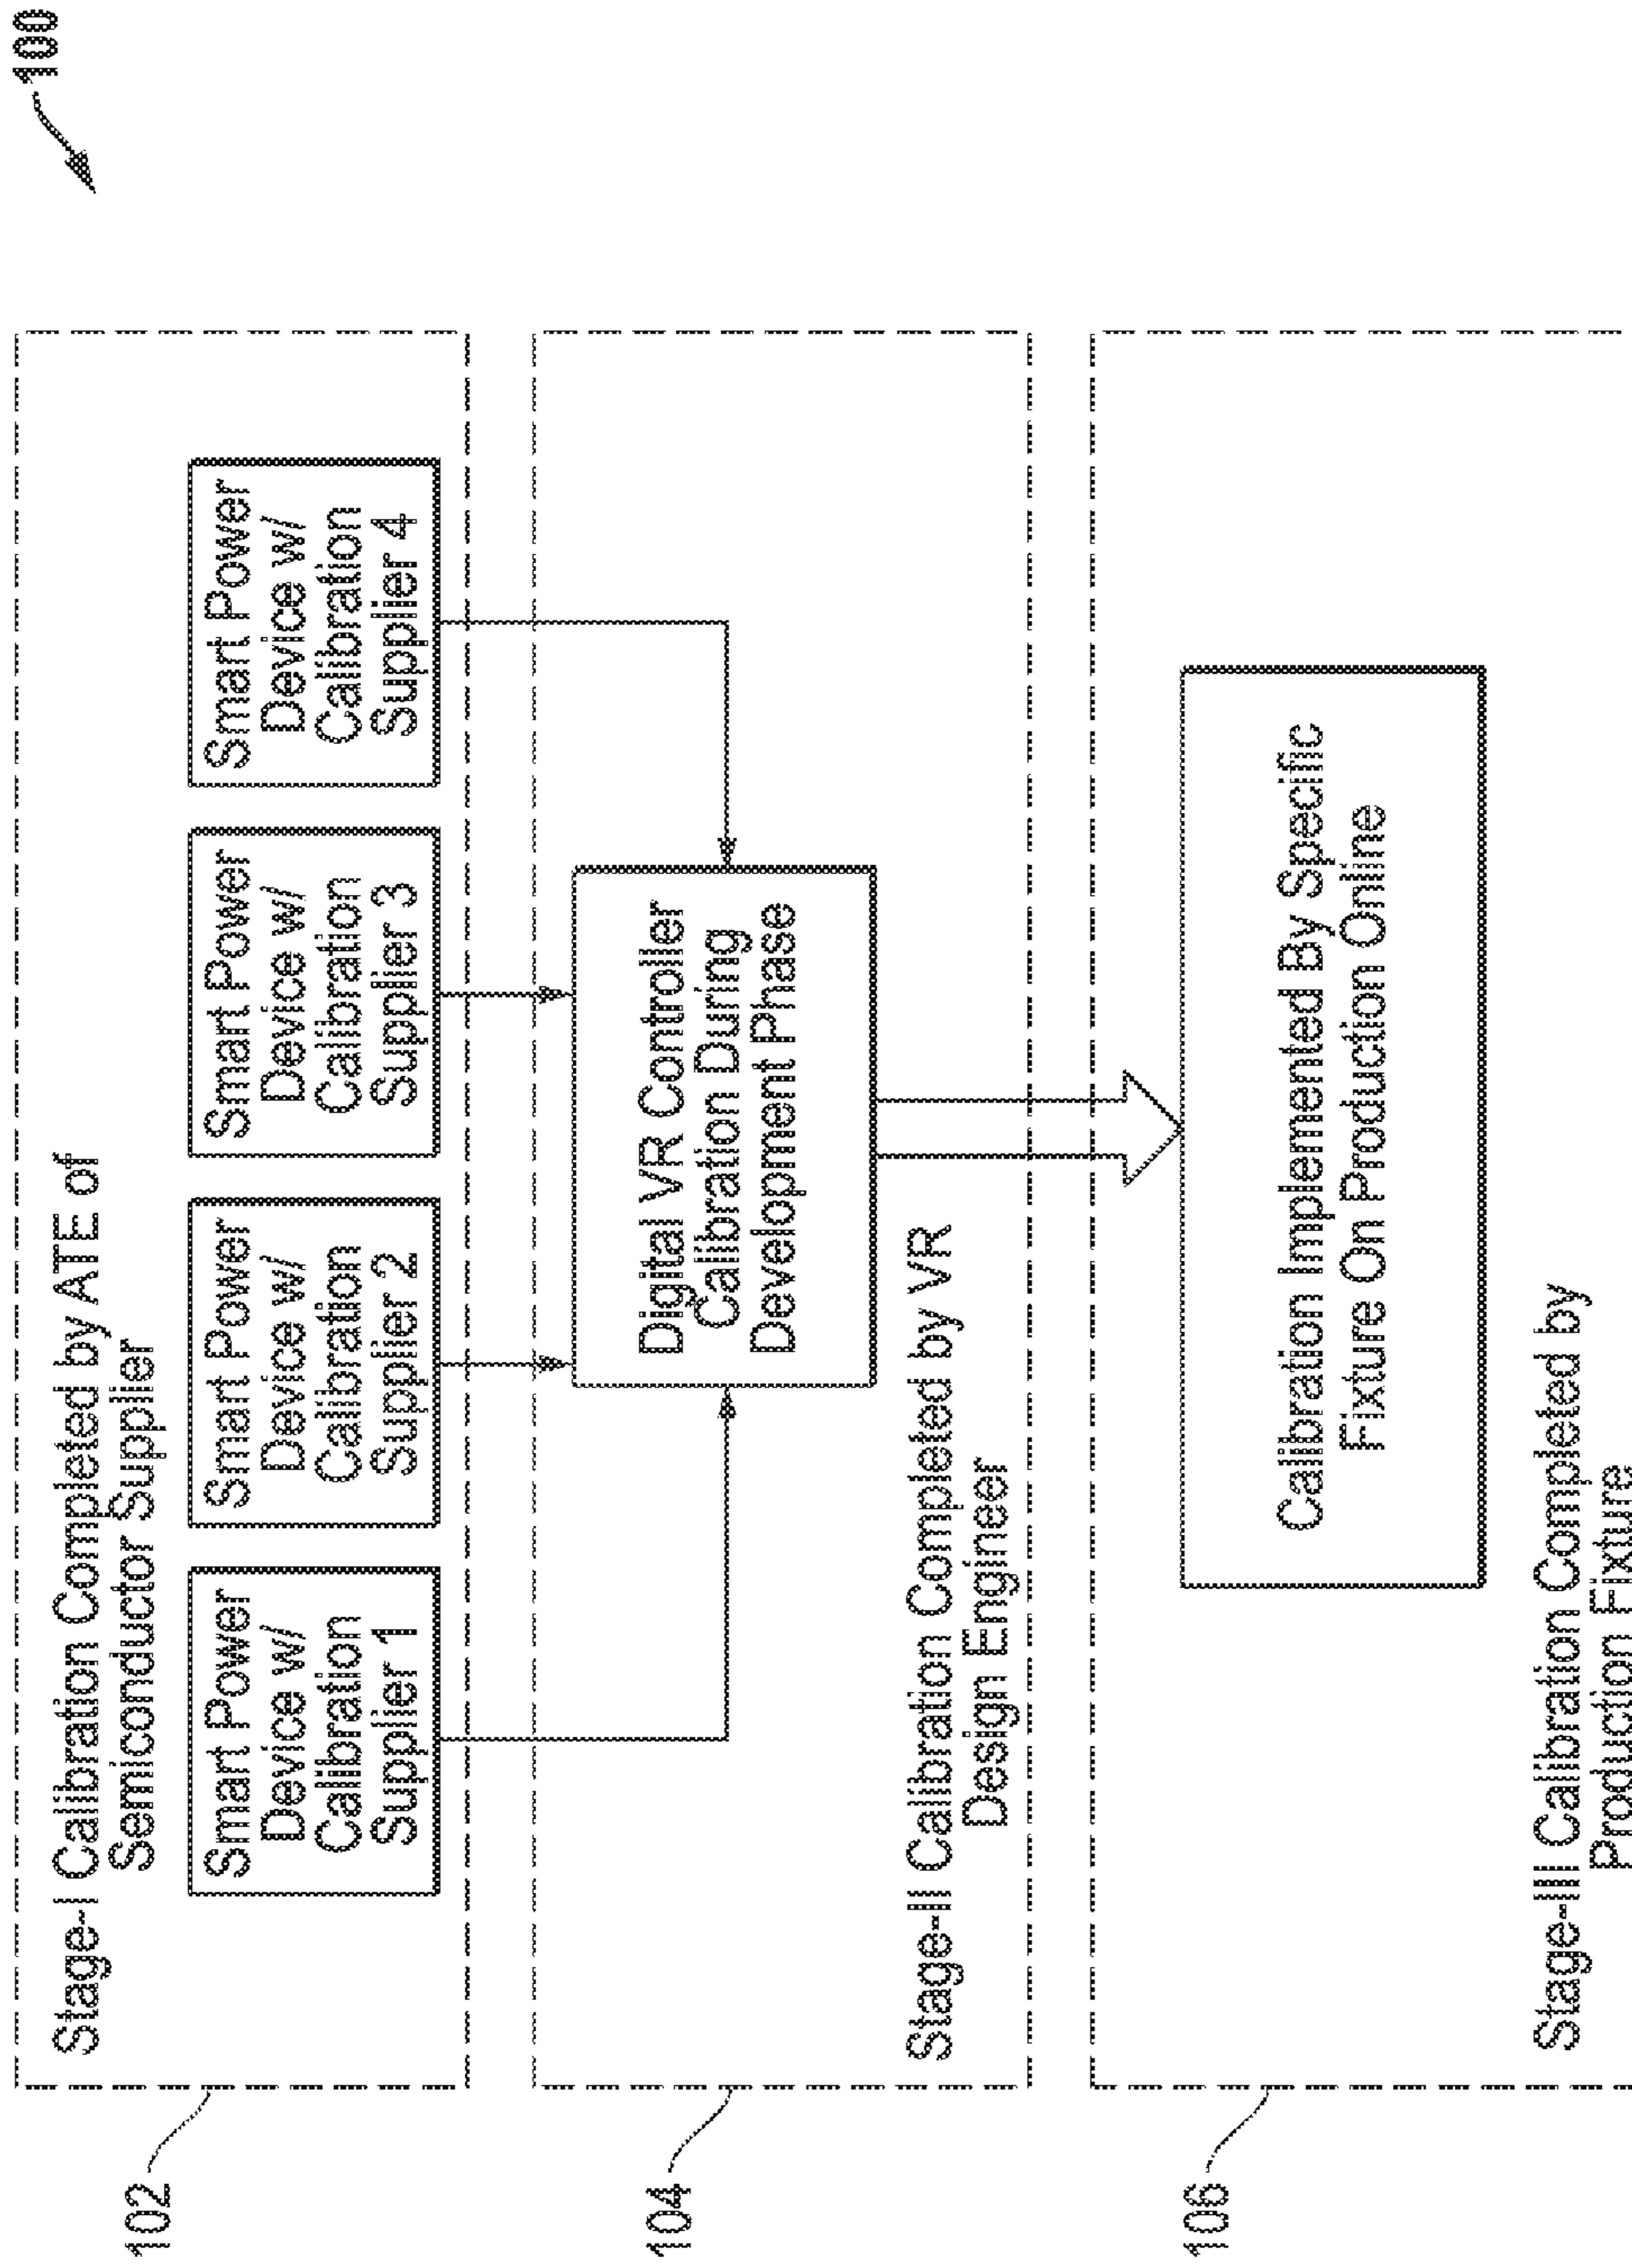 100
102
Stage-I Calibration Completed by ATE of
Semiconductor Supplier
Smart Power
Device w/
Calibration
Supplier 1
Smart Power
Device w/
Calibration
Supplier 2
Smart Power
Device w/
Calibration
Supplier 3
Smart Power
Device w/
Calibration
Supplier 4
104
Digital VR Controller
Calibration During
Development Phase
Stage-II Calibration Completed by VR
Design Engineer
106
Calibration Implemented By Specific
Fixture On Production Online
Stage-III Calibration Completed by
Production Fixture